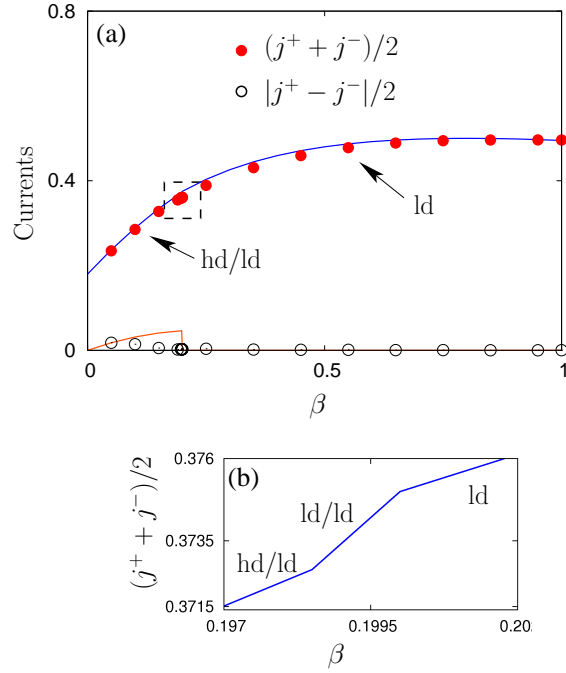 0.8
(a)
(j⁺ + j⁻)/2
|j⁺ − j⁻|/2
Currents
0.4
ld
hd/ld
0
0
0.5
1
β
0.376
(b)
(j⁺ + j⁻)/2
ld/ld
ld
0.3735
hd/ld
0.3715
0.197
0.1995
0.20
β